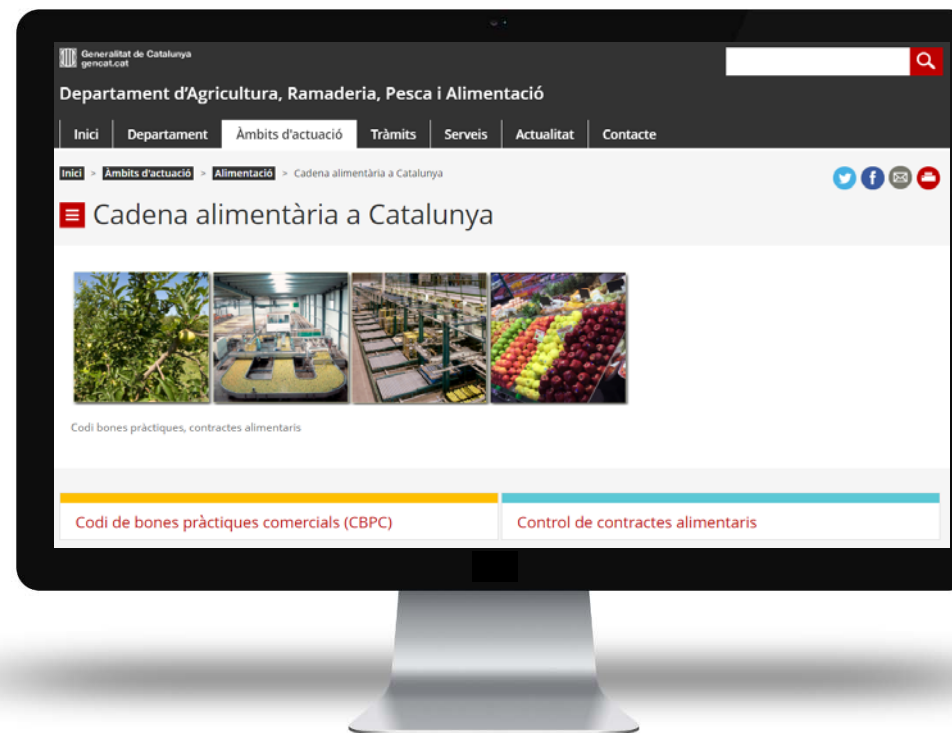 Generalitat de Catalunya
gencat.cat
Departament d'Agricultura, Ramaderia, Pesca i Alimentació
Inici Departament Àmbits d'actuació Tràmits Serveis Actualitat Contacte
Inici > Àmbits d'actuació > Alimentació > Cadena alimentària a Catalunya
Cadena alimentària a Catalunya
Codi bones pràctiques, contractes alimentaris
Codi de bones pràctiques comercials (CBPC)
Control de contractes alimentaris